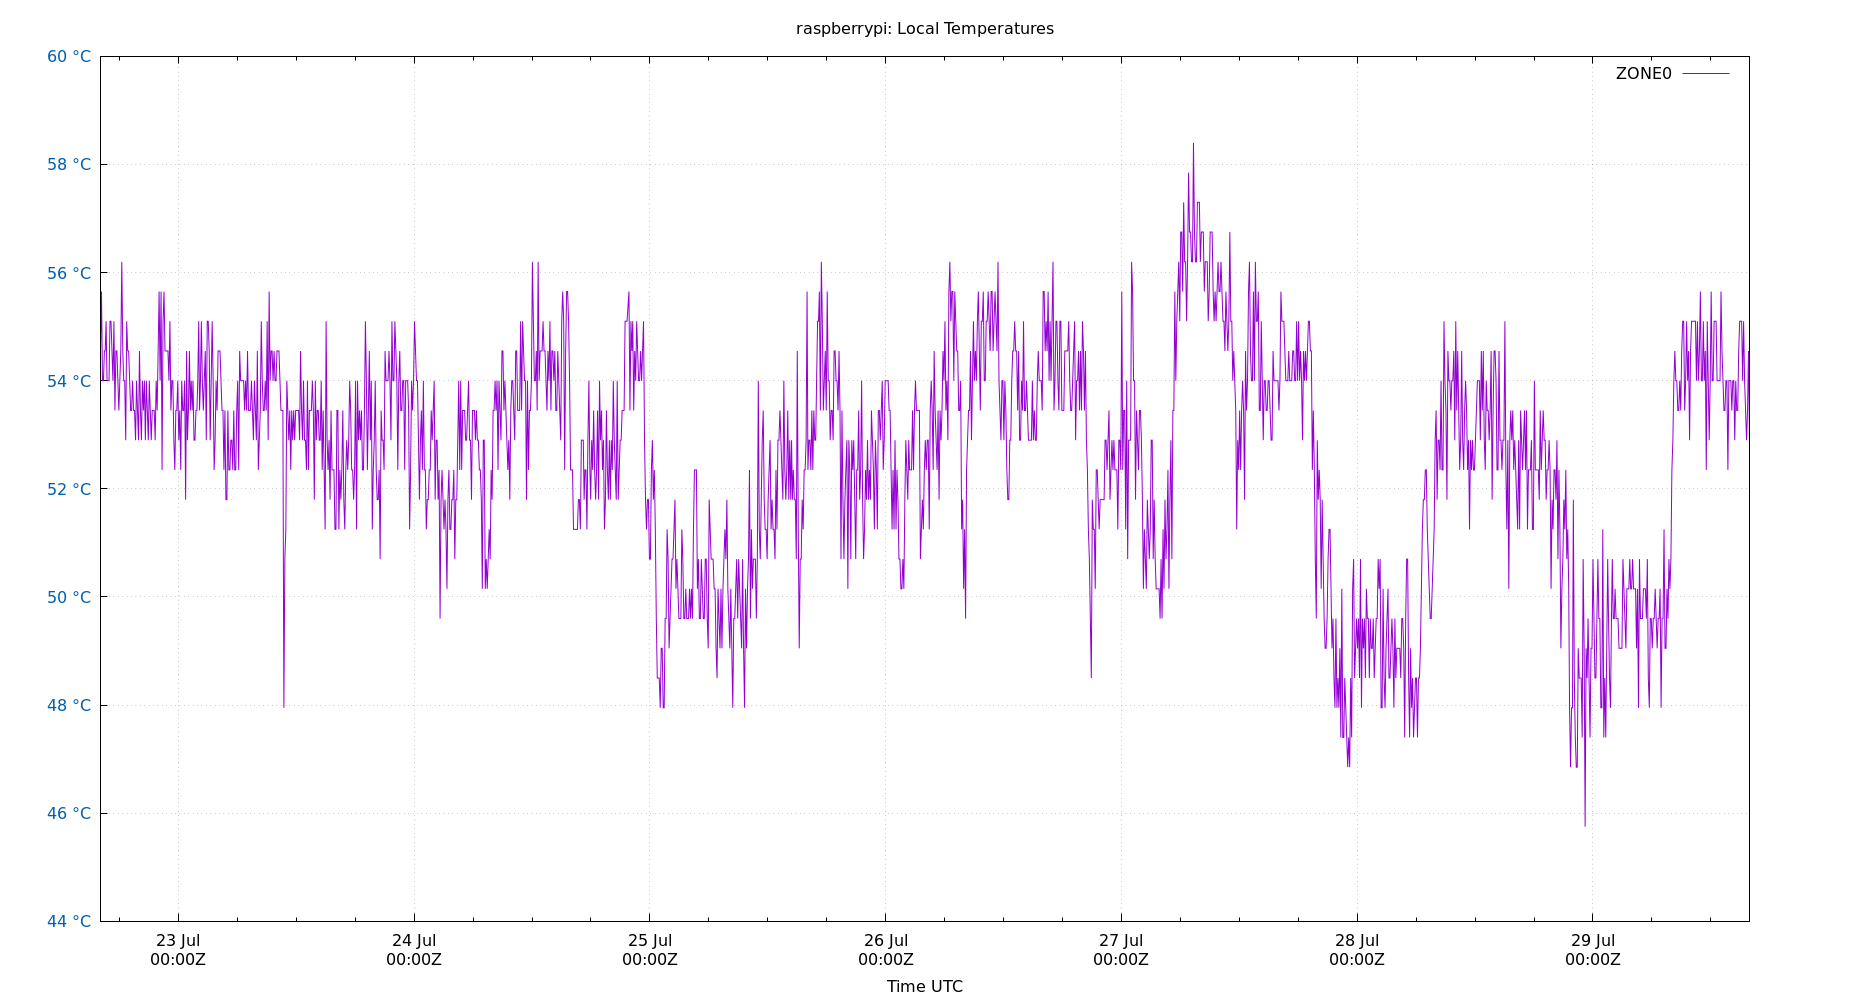 raspberrypi: Local Temperatures
60 °C
ZONE0
58 °C
56 °C
54 °C
52 °C
50 °C
48 °C
46 °C
44 °C
23 Jul 24 Jul 25 Jul 26 Jul 27 Jul 28 Jul 29 Jul
00:00Z 00:00Z 00:00Z 00:00Z 00:00Z 00:00Z 00:00Z
Time UTC